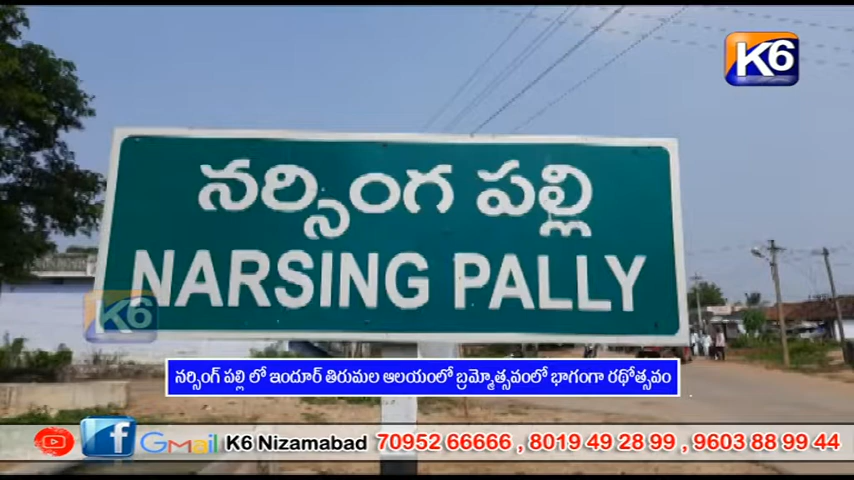 K6
నర్సింగ పల్లి
NARSING PALLY
K6
నర్సింగ్ పల్లి లో ఇందూర్ తిరుమల ఆలయంలో బ్రహ్మోత్సవంలో భాగంగా రథోత్సవం
f Gmail K6 Nizamabad 70952 66666 , 8019 49 28 99 , 9603 88 99 44